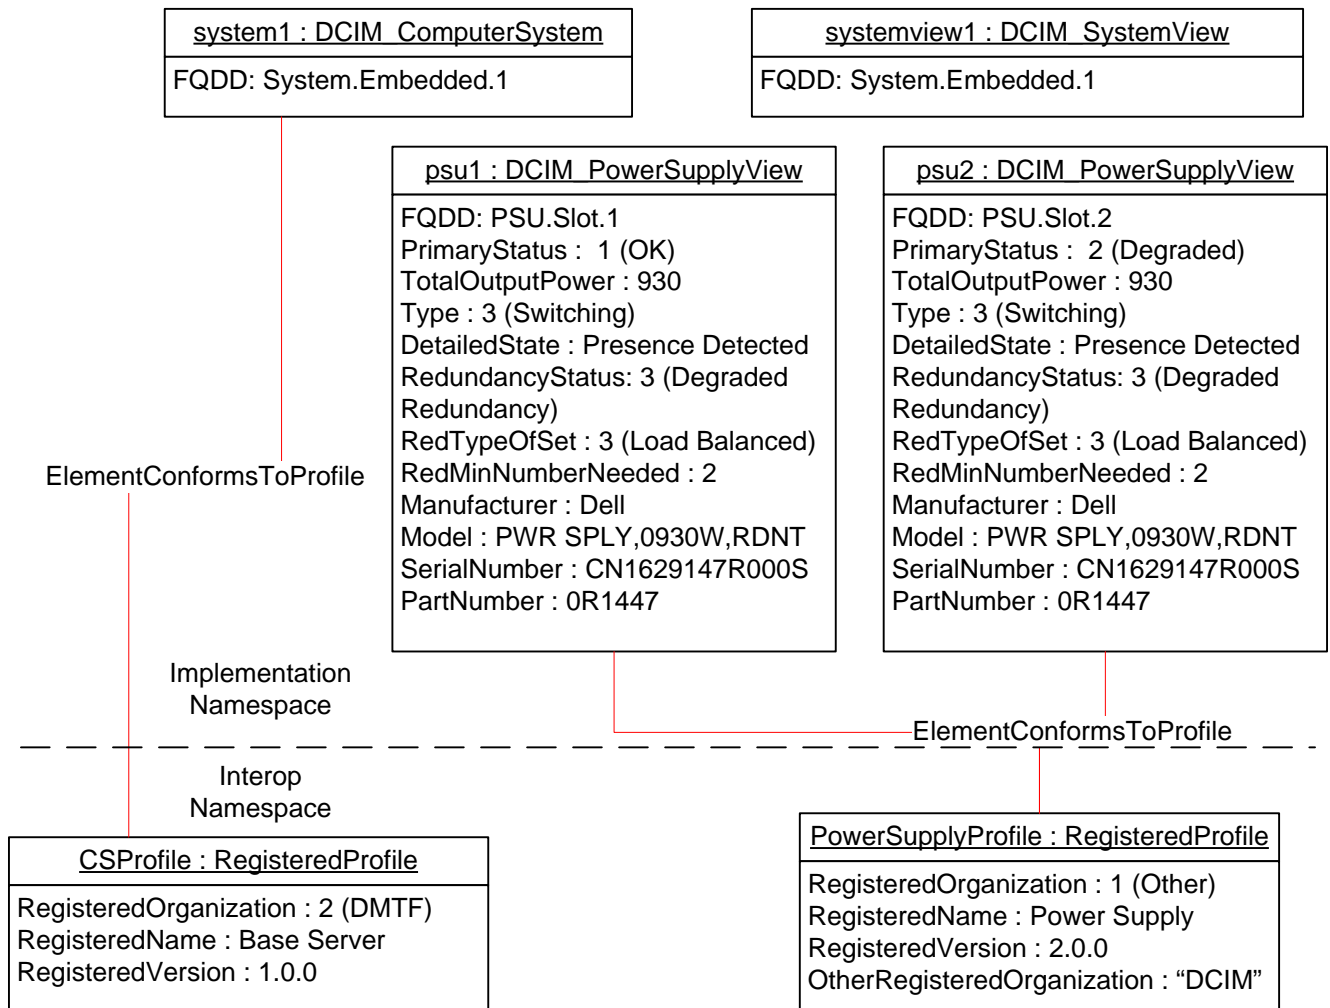 system1 : DCIM_ComputerSystem
FQDD: System.Embedded.1
systemview1 : DCIM_SystemView
FQDD: System.Embedded.1
psu1 : DCIM_PowerSupplyView
FQDD: PSU.Slot.1
PrimaryStatus : 1 (OK)
TotalOutputPower : 930
Type : 3 (Switching)
DetailedState : Presence Detected
RedundancyStatus: 3 (Degraded
Redundancy)
RedTypeOfSet : 3 (Load Balanced)
RedMinNumberNeeded : 2
Manufacturer : Dell
Model : PWR SPLY,0930W,RDNT
SerialNumber : CN1629147R000S
PartNumber : 0R1447
psu2 : DCIM_PowerSupplyView
FQDD: PSU.Slot.2
PrimaryStatus : 2 (Degraded)
TotalOutputPower : 930
Type : 3 (Switching)
DetailedState : Presence Detected
RedundancyStatus: 3 (Degraded
Redundancy)
RedTypeOfSet : 3 (Load Balanced)
RedMinNumberNeeded : 2
Manufacturer : Dell
Model : PWR SPLY,0930W,RDNT
SerialNumber : CN1629147R000S
PartNumber : 0R1447
ElementConformsToProfile
Implementation
Namespace
ElementConformsToProfile
Interop
Namespace
CSProfile : RegisteredProfile
RegisteredOrganization : 2 (DMTF)
RegisteredName : Base Server
RegisteredVersion : 1.0.0
PowerSupplyProfile : RegisteredProfile
RegisteredOrganization : 1 (Other)
RegisteredName : Power Supply
RegisteredVersion : 2.0.0
OtherRegisteredOrganization : “DCIM”